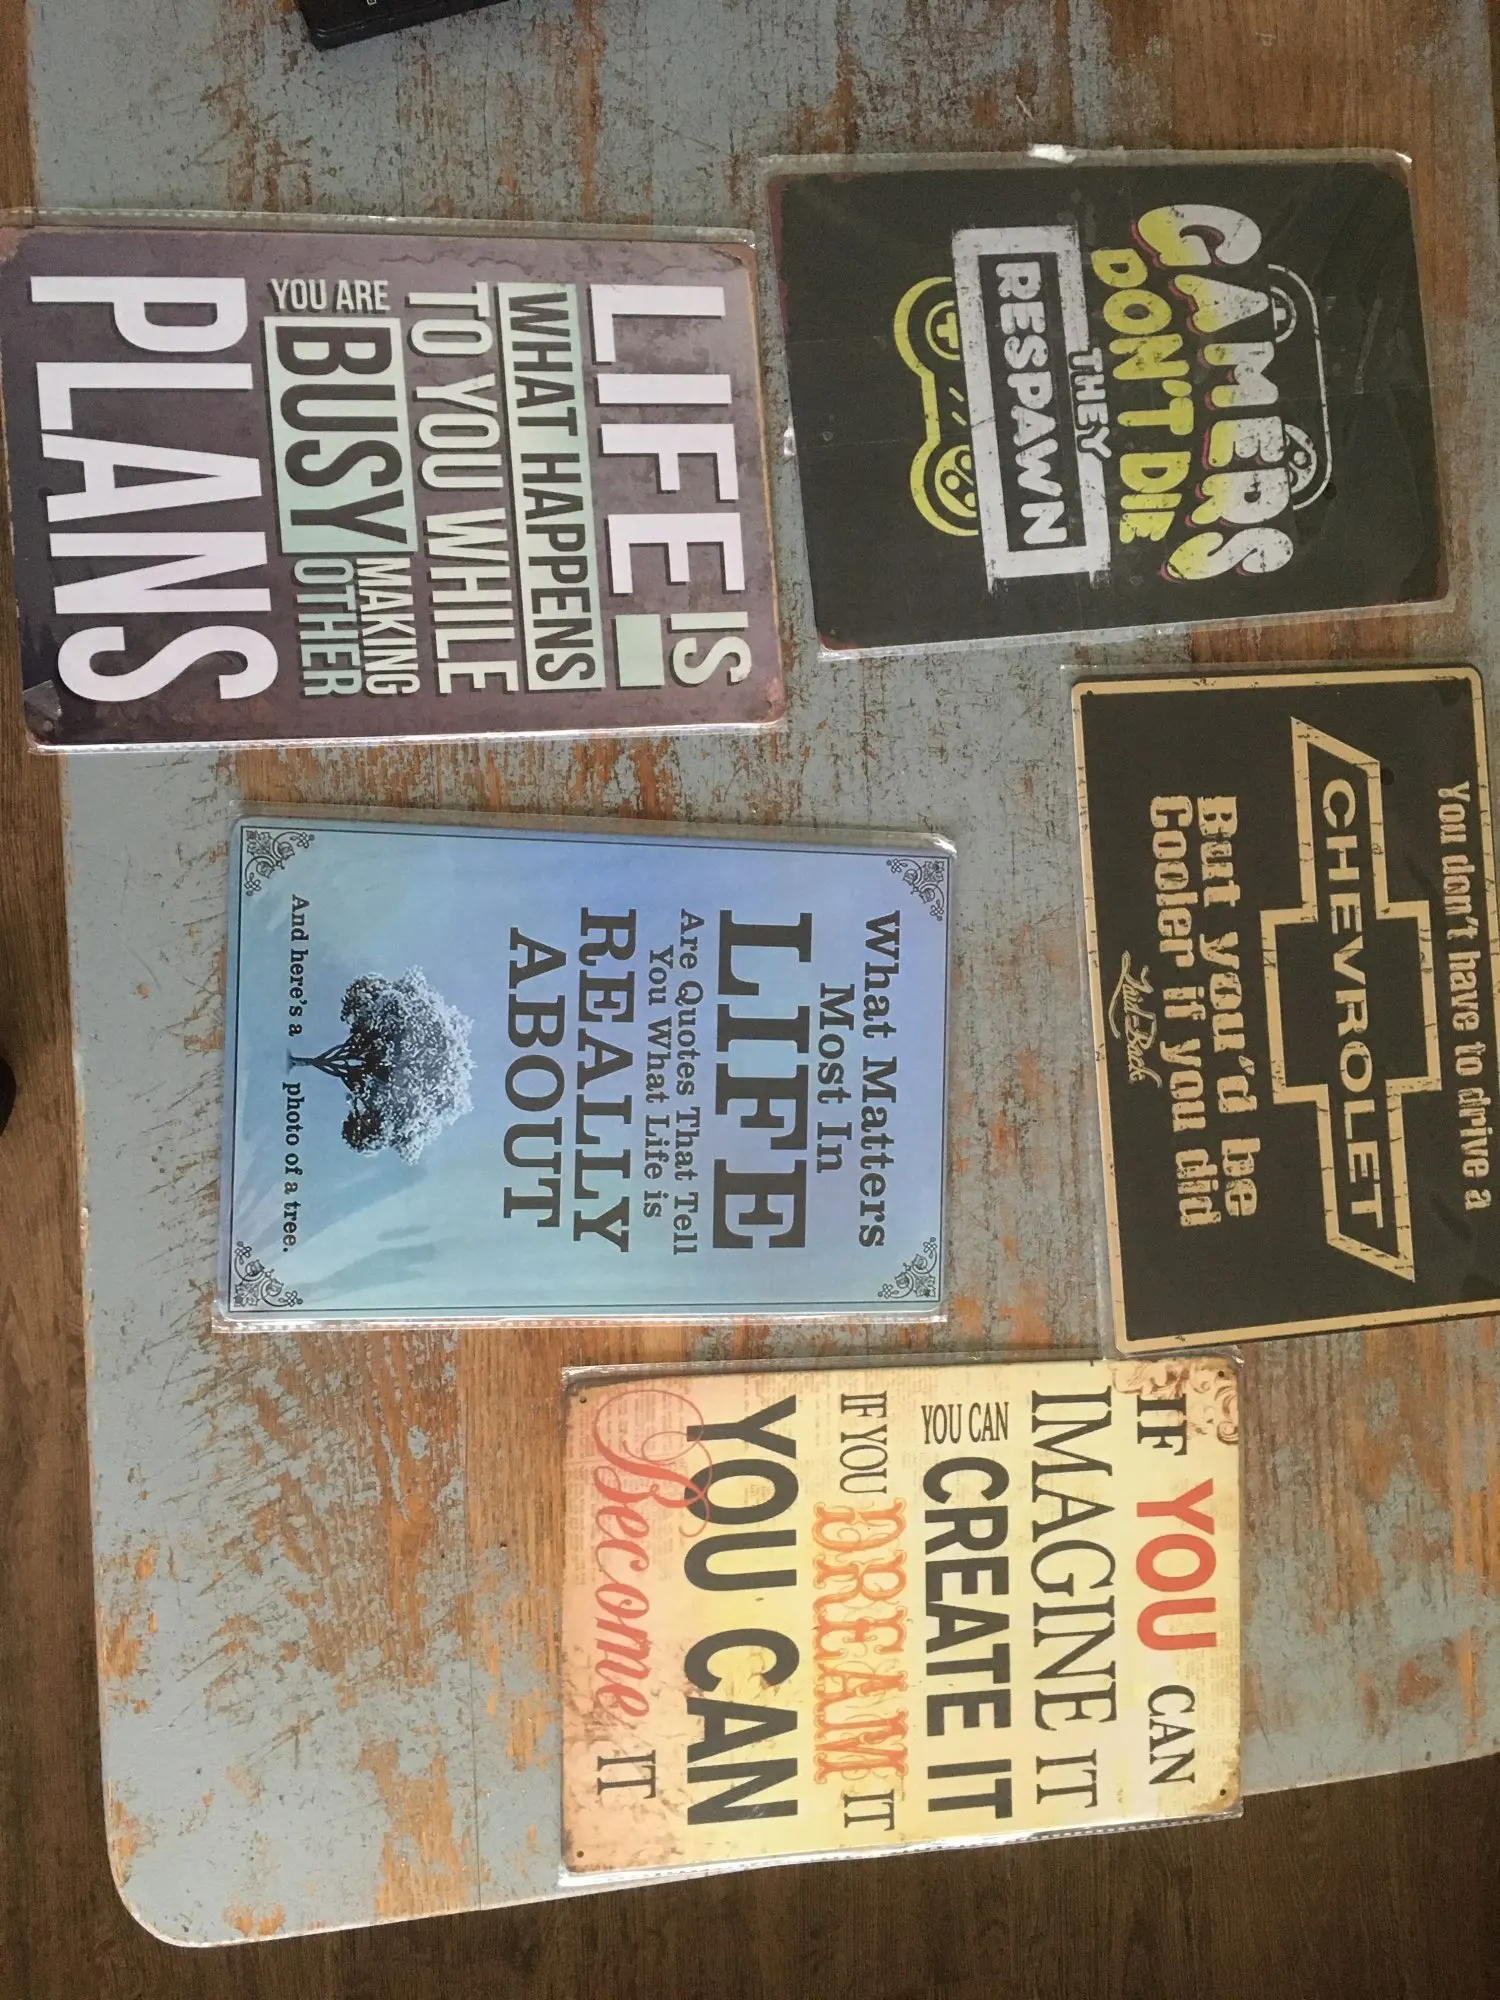 GAMERS
DON'T DIE
THEY
RESPAWN
You don't have to drive a
CHEVROLET
But you'd be
Cooler if you did
Laid-Back
LIFE IS
WHAT HAPPENS
TO YOU WHILE
YOU ARE
BUSY
MAKING
OTHER
PLANS
What Matters
Most In
LIFE
Are Quotes That Tell
You What Life is
REALLY
ABOUT
And here's a photo of a tree.
IF YOU CAN
IMAGINE IT
YOU CAN CREATE IT
IF YOU DREAM IT
YOU CAN
Become IT